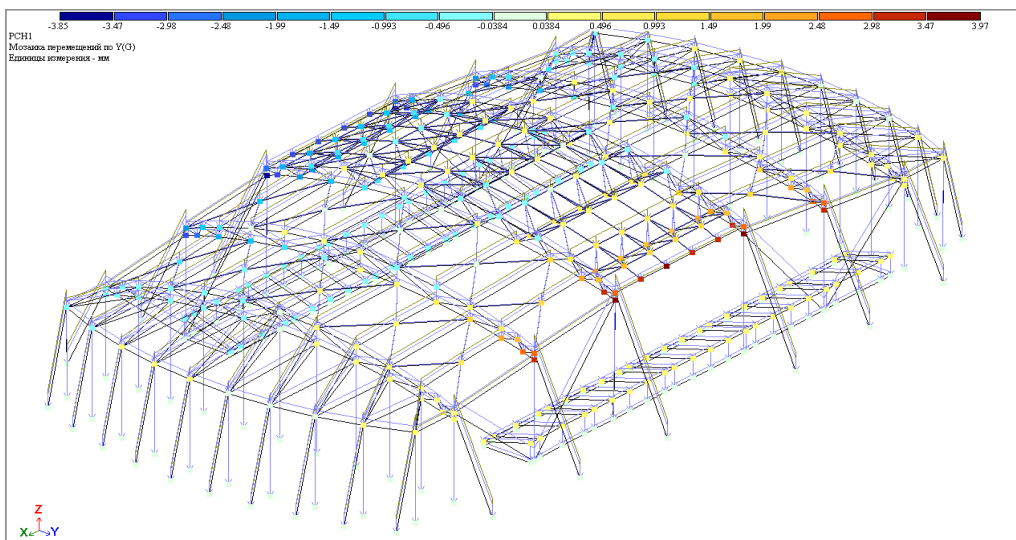 -3.85 -3.47 -2.98 -2.48 -1.99 -1.49 -0.993 -0.496 -0.0384 0.0384 0.496 0.993 1.49 1.99 2.48 2.98 3.47 3.97
РСН1
Мозаика перемещений по Y(G)
Единицы измерения - мм
Z
X Y